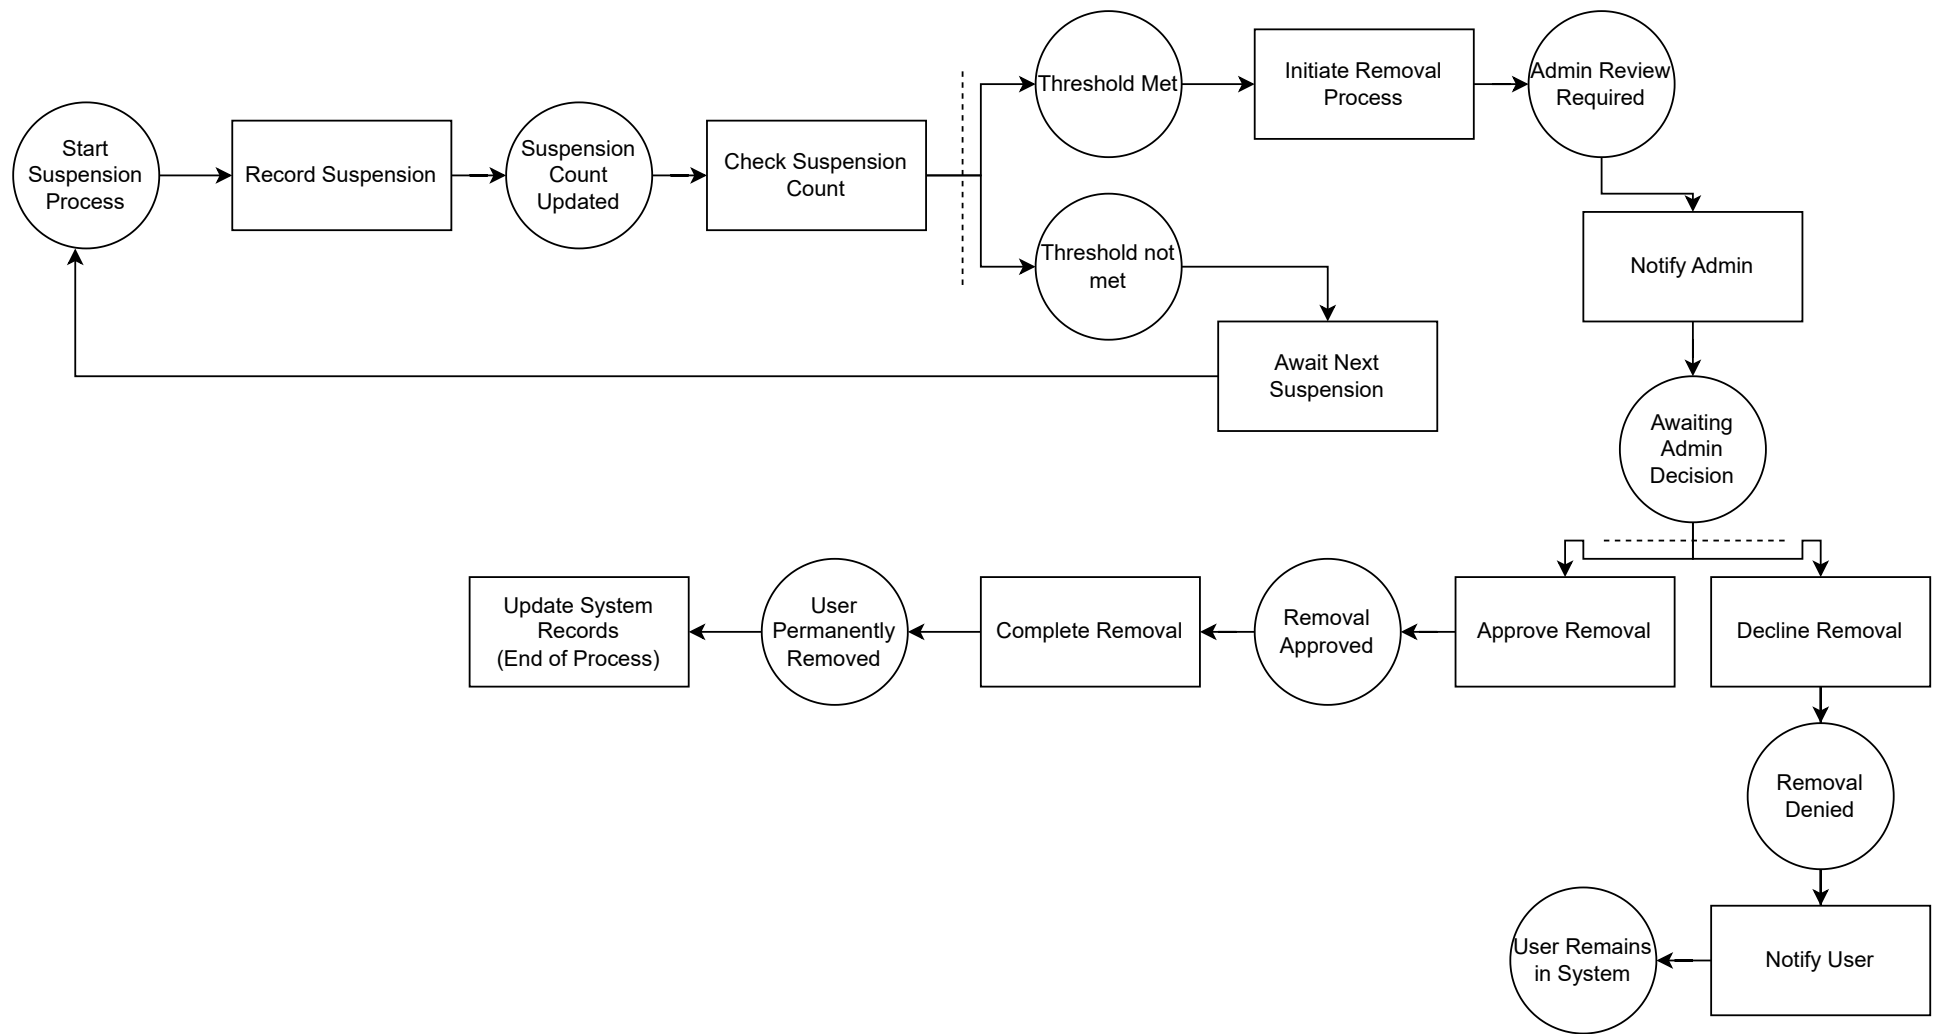 Start
Suspension
Process
Record Suspension
Suspension
Count
Updated
Check Suspension
Count
Threshold Met
Initiate Removal
Process
Admin Review
Required
Threshold not
met
Await Next
Suspension
Notify Admin
Awaiting
Admin
Decision
Approve Removal
Decline Removal
Removal
Approved
Complete Removal
User
Permanently
Removed
Update System
Records
(End of Process)
Removal
Denied
Notify User
User Remains
in System